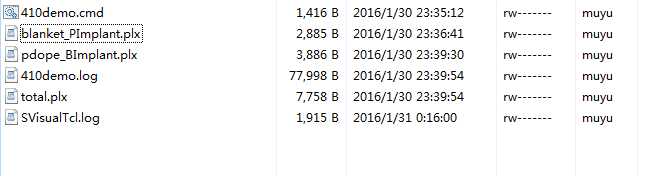 410demo.cmd 1,416 B 2016/1/30 23:35:12 rw------- muyu
blanket_PImplant.plx 2,885 B 2016/1/30 23:36:41 rw------- muyu
pdope_BImplant.plx 3,886 B 2016/1/30 23:39:30 rw------- muyu
410demo.log 77,998 B 2016/1/30 23:39:54 rw------- muyu
total.plx 7,758 B 2016/1/30 23:39:54 rw------- muyu
SVisualTcl.log 1,915 B 2016/1/31 0:16:00 rw------- muyu